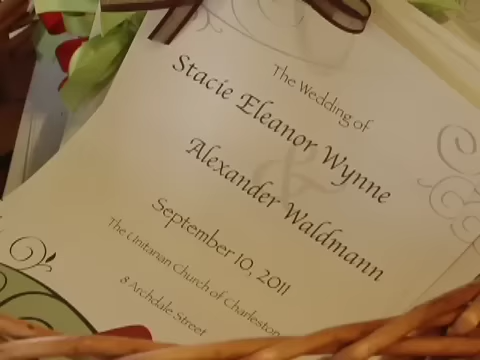 The Wedding of
Stacie Eleanor Wynne
&
Alexander Waldmann
September 10, 2011
The Unitarian Church of Charleston
8 Archdale Street